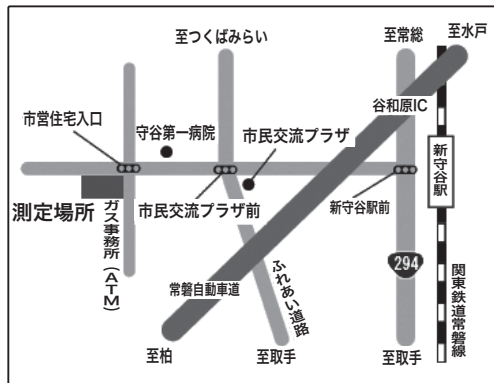 至つくばみらい
至常総
至水戸
谷和原IC
市営住宅入口
守谷第一病院
市民交流プラザ
新守谷駅
測定場所
市民交流プラザ前
新守谷駅前
ガス事務所(ATM)
ふれあい道路
294
常磐自動車道
関東鉄道常磐線
至柏
至取手
至取手